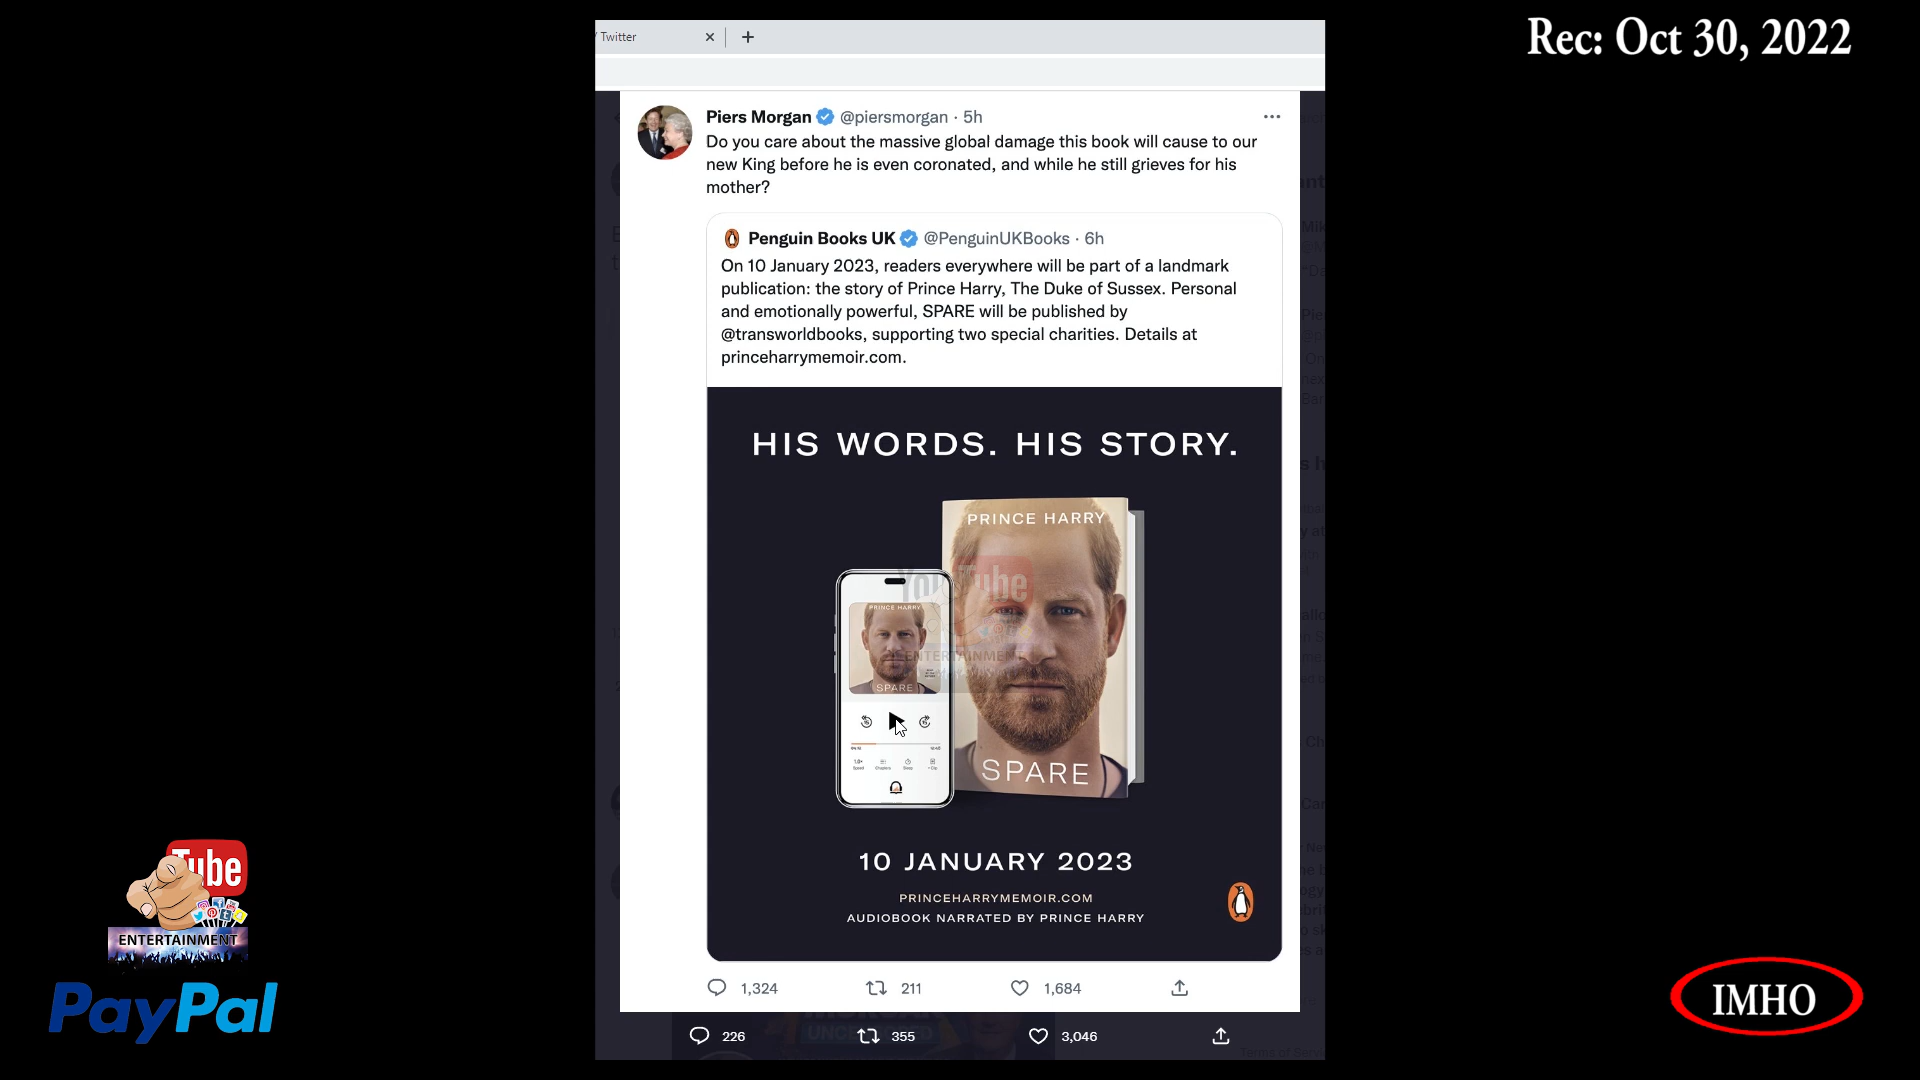 / Twitter
Rec: Oct 30, 2022
Piers Morgan @piersmorgan · 5h
Do you care about the massive global damage this book will cause to our
new King before he is even coronated, and while he still grieves for his
mother?
Penguin Books UK @PenguinUKBooks · 6h
On 10 January 2023, readers everywhere will be part of a landmark
publication: the story of Prince Harry, The Duke of Sussex. Personal
and emotionally powerful, SPARE will be published by
@transworldbooks, supporting two special charities. Details at
princeharrymemoir.com.
HIS WORDS. HIS STORY.
PRINCE HARRY
YouTube
ENTERTAINMENT
PRINCE HARRY
SPARE
SPARE
10 JANUARY 2023
PRINCEHARRYMEMOIR.COM
AUDIOBOOK NARRATED BY PRINCE HARRY
1,324 211 1,684
226 355 3,046
Tube
ENTERTAINMENT
PayPal
IMHO